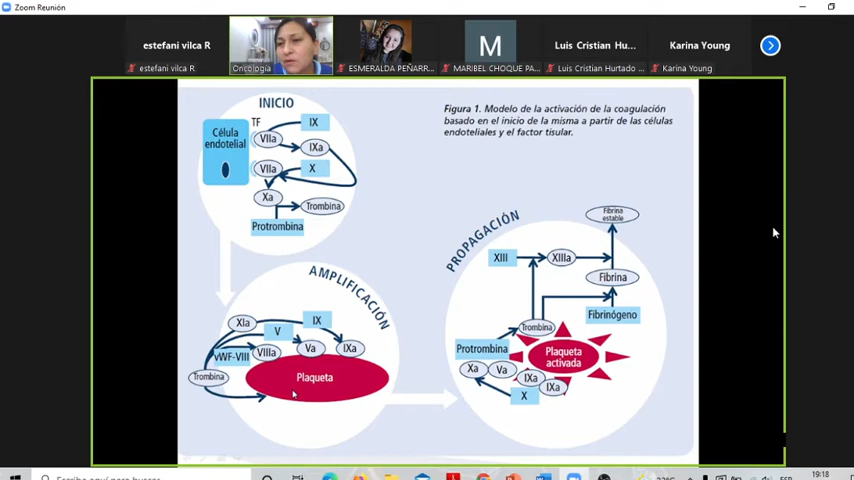 Zoom Reunión
estefani vilca R
M
Luis Cristian Hu...
Karina Young
estefani vilca R
Oncología
ESMERALDA PEÑARR...
MARIBEL CHOQUE PA...
Luis Cristian Hurtado
Karina Young
INICIO
Figura 1. Modelo de la activación de la coagulación
basado en el inicio de la misma a partir de las células
endoteliales y el factor tisular.
Célula
endotelial
TF
IX
VIIa
IXa
VIIa
X
Xa
Trombina
Protrombina
AMPLIFICACIÓN
XIa
IX
V
vWF-VIII
VIIIa
Va
IXa
Trombina
Plaqueta
PROPAGACIÓN
Fibrina
estable
XIII
XIIIa
Fibrina
Fibrinógeno
Trombina
Protrombina
Plaqueta
activada
Xa
Va
IXa
IXa
X
19:18